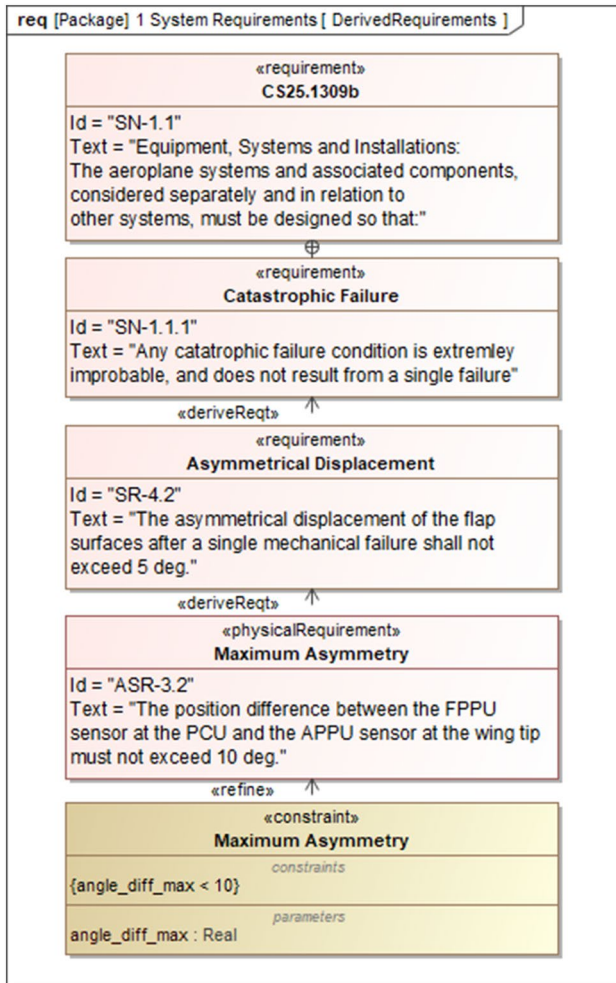 req [Package] 1 System Requirements [ DerivedRequirements ]
«requirement»
CS25.1309b
Id = "SN-1.1"
Text = "Equipment, Systems and Installations:
The aeroplane systems and associated components,
considered separately and in relation to
other systems, must be designed so that:"
«requirement»
Catastrophic Failure
Id = "SN-1.1.1"
Text = "Any catatrophic failure condition is extremley
improbable, and does not result from a single failure"
«deriveReqt»
«requirement»
Asymmetrical Displacement
Id = "SR-4.2"
Text = "The asymmetrical displacement of the flap
surfaces after a single mechanical failure shall not
exceed 5 deg."
«deriveReqt»
«physicalRequirement»
Maximum Asymmetry
Id = "ASR-3.2"
Text = "The position difference between the FPPU
sensor at the PCU and the APPU sensor at the wing tip
must not exceed 10 deg."
«refine»
«constraint»
Maximum Asymmetry
constraints
{angle_diff_max < 10}
parameters
angle_diff_max : Real